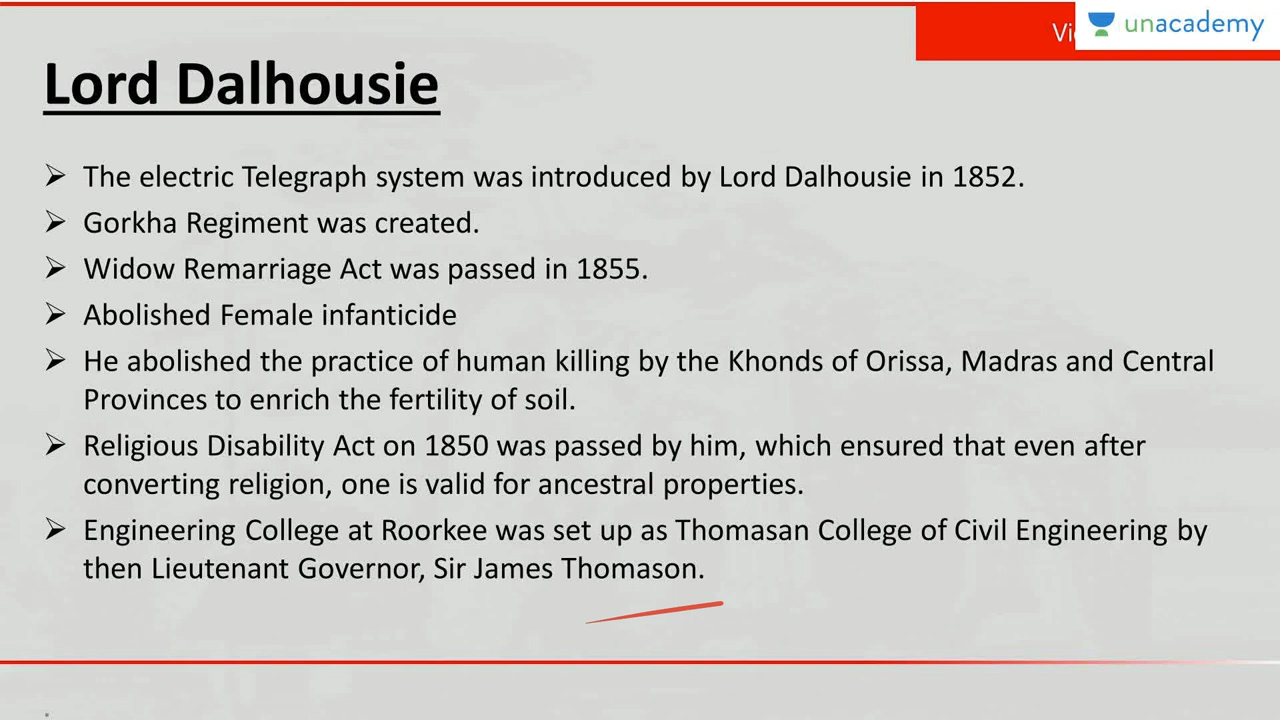 Vi
unacademy
Lord Dalhousie
➢ The electric Telegraph system was introduced by Lord Dalhousie in 1852.
➢ Gorkha Regiment was created.
➢ Widow Remarriage Act was passed in 1855.
➢ Abolished Female infanticide
➢ He abolished the practice of human killing by the Khonds of Orissa, Madras and Central
Provinces to enrich the fertility of soil.
➢ Religious Disability Act on 1850 was passed by him, which ensured that even after
converting religion, one is valid for ancestral properties.
➢ Engineering College at Roorkee was set up as Thomasan College of Civil Engineering by
then Lieutenant Governor, Sir James Thomason.